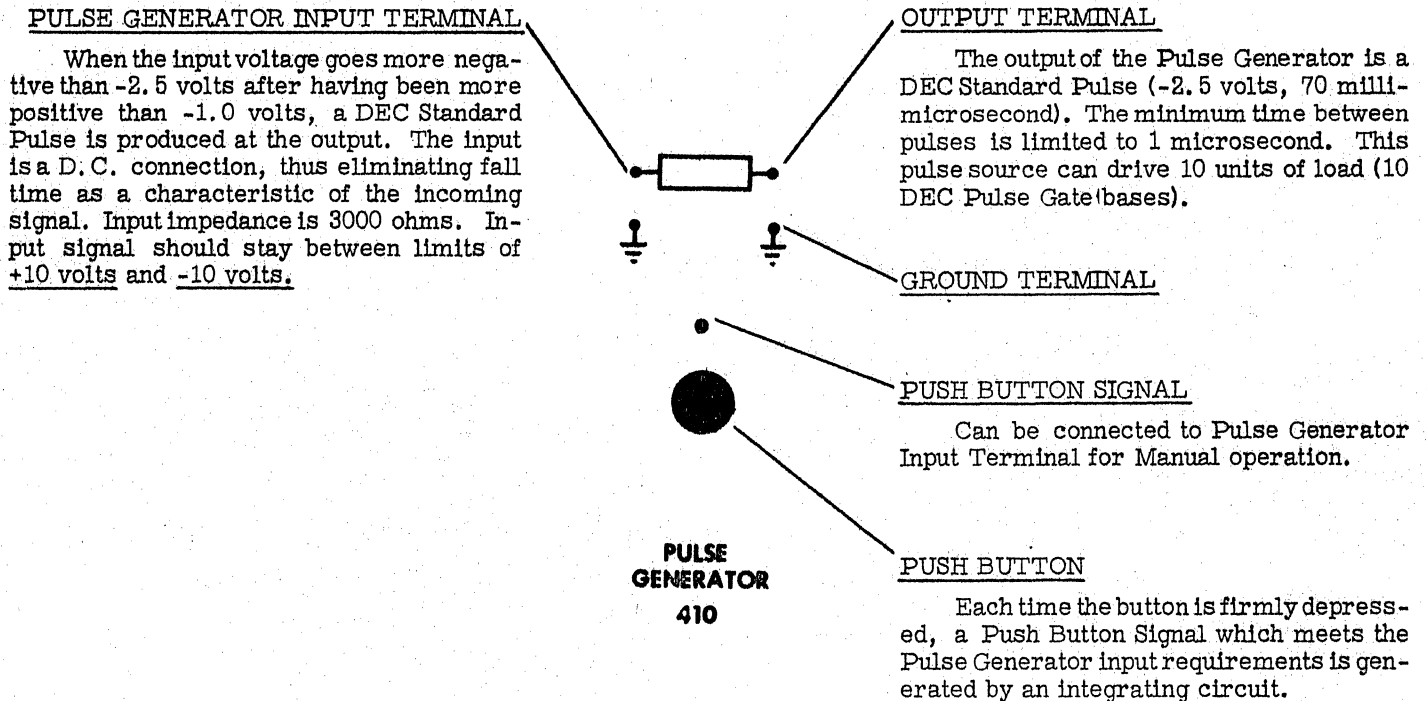 PULSE GENERATOR INPUT TERMINAL
When the input voltage goes more nega-
tive than -2.5 volts after having been more
positive than -1.0 volts, a DEC Standard
Pulse is produced at the output. The input
is a D.C. connection, thus eliminating fall
time as a characteristic of the incoming
signal. Input impedance is 3000 ohms. In-
put signal should stay between limits of
+10 volts and -10 volts.
OUTPUT TERMINAL
The output of the Pulse Generator is a
DEC Standard Pulse (-2.5 volts, 70 milli-
microsecond). The minimum time between
pulses is limited to 1 microsecond. This
pulse source can drive 10 units of load (10
DEC Pulse Gate bases).
GROUND TERMINAL
PUSH BUTTON SIGNAL
Can be connected to Pulse Generator
Input Terminal for Manual operation.
PUSH BUTTON
Each time the button is firmly depress-
ed, a Push Button Signal which meets the
Pulse Generator input requirements is gen-
erated by an integrating circuit.
PULSE
GENERATOR
410